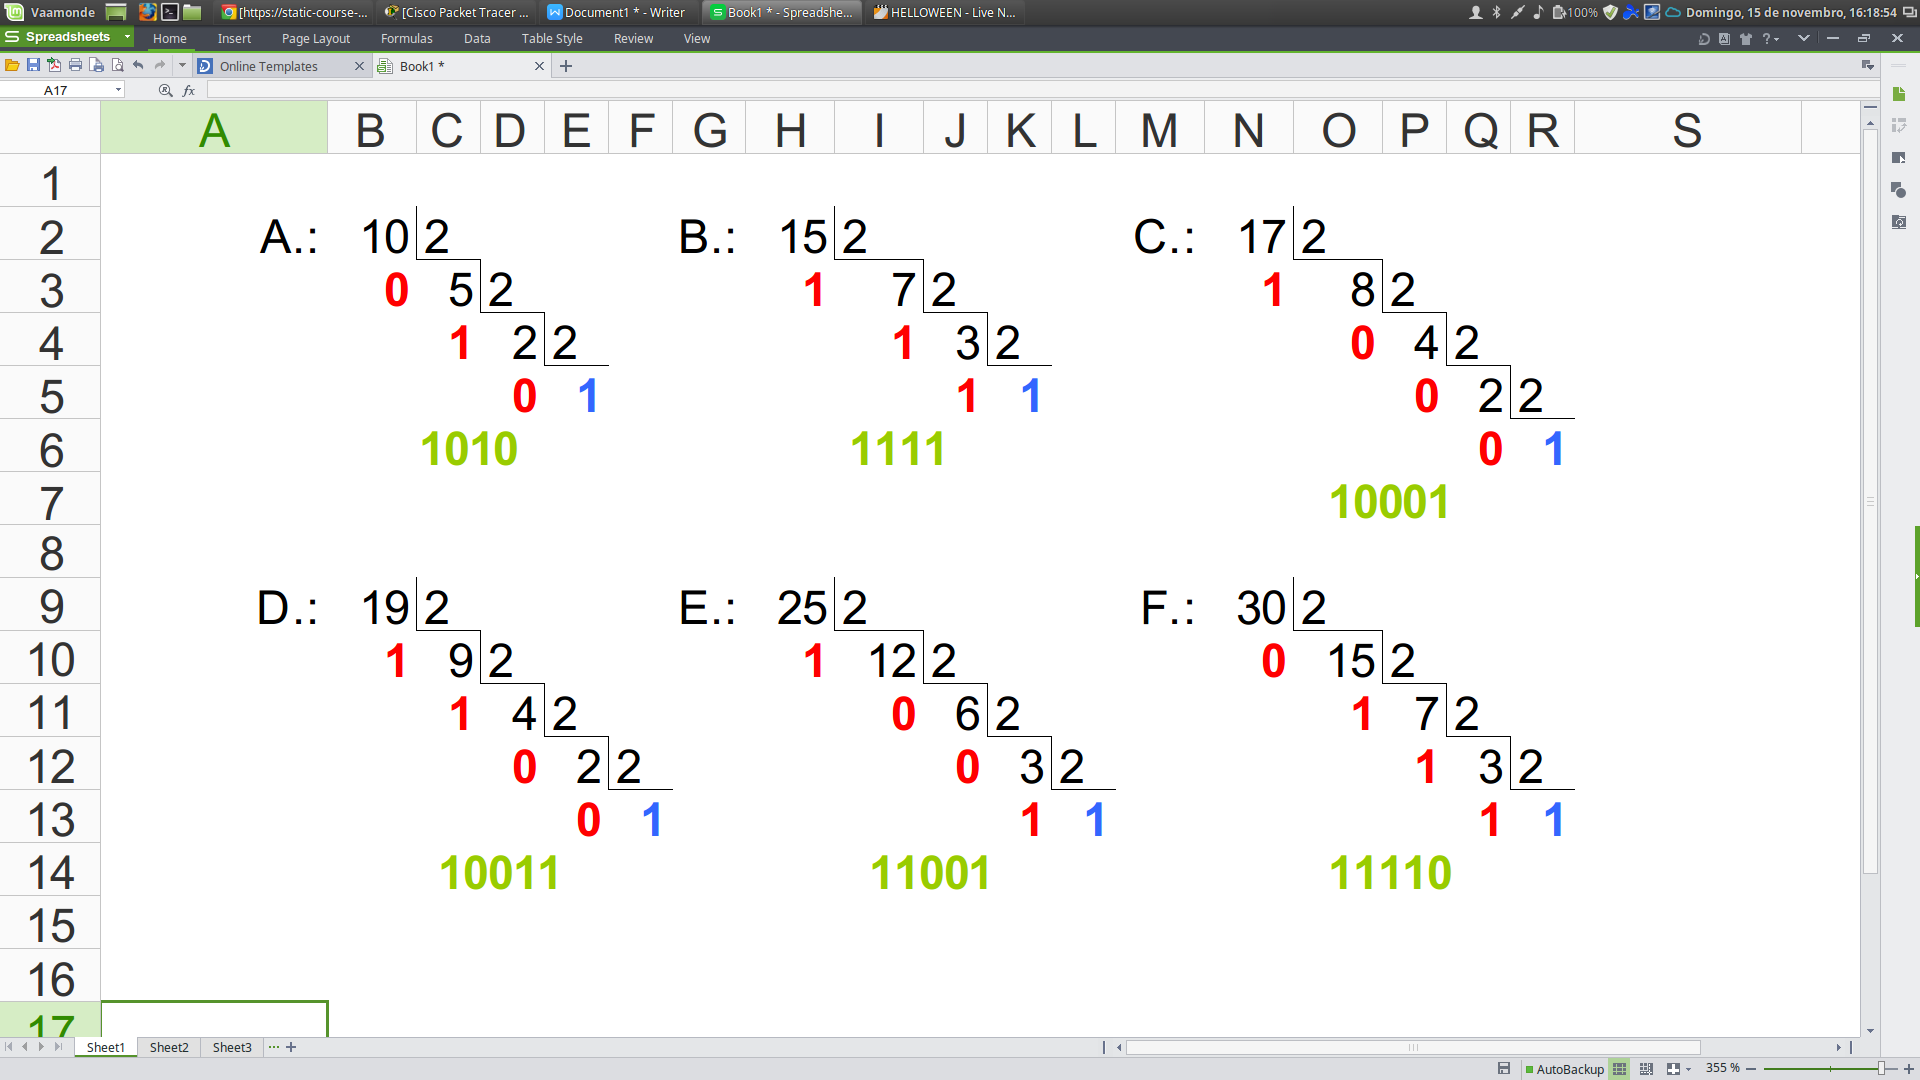 Vaamonde [https://static-course-... [Cisco Packet Tracer ... Document1 * - Writer Book1 * - Spreadshe... HELLOWEEN - Live N... 100% Domingo, 15 de novembro, 16:18:54
Spreadsheets Home Insert Page Layout Formulas Data Table Style Review View
Online Templates Book1 *
A17 fx
A B C D E F G H I J K L M N O P Q R S
1
2 A.: 10 2 B.: 15 2 C.: 17 2
3 0 5 2 1 7 2 1 8 2
4 1 2 2 1 3 2 0 4 2
5 0 1 1 1 0 2 2
6 1010 1111 0 1
7 10001
8
9 D.: 19 2 E.: 25 2 F.: 30 2
10 1 9 2 1 12 2 0 15 2
11 1 4 2 0 6 2 1 7 2
12 0 2 2 0 3 2 1 3 2
13 0 1 1 1 1 1
14 10011 11001 11110
15
16
17
Sheet1 Sheet2 Sheet3 ...
AutoBackup 355 %